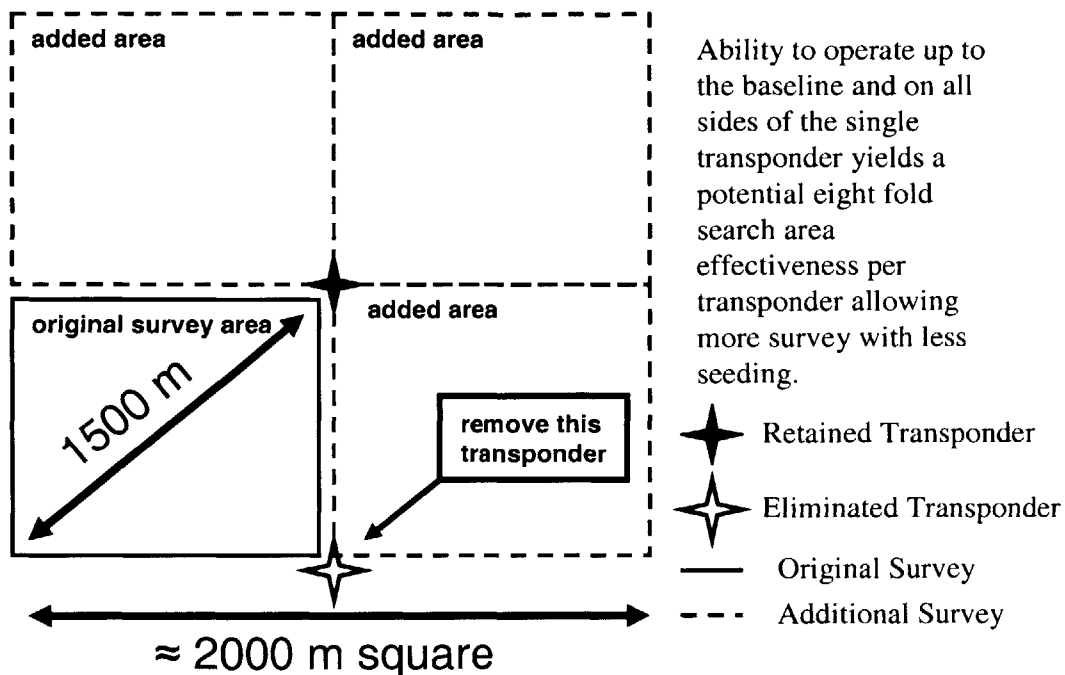 added area
added area
original survey area
1500 m
added area
remove this
transponder
≈ 2000 m square
Ability to operate up to
the baseline and on all
sides of the single
transponder yields a
potential eight fold
search area
effectiveness per
transponder allowing
more survey with less
seeding.
Retained Transponder
Eliminated Transponder
Original Survey
Additional Survey